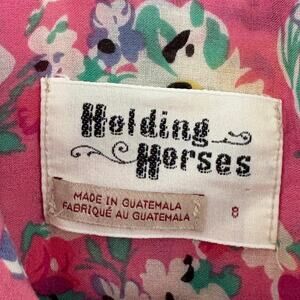 Holding
Horses
MADE IN GUATEMALA
FABRIQUÉ AU GUATEMALA
8